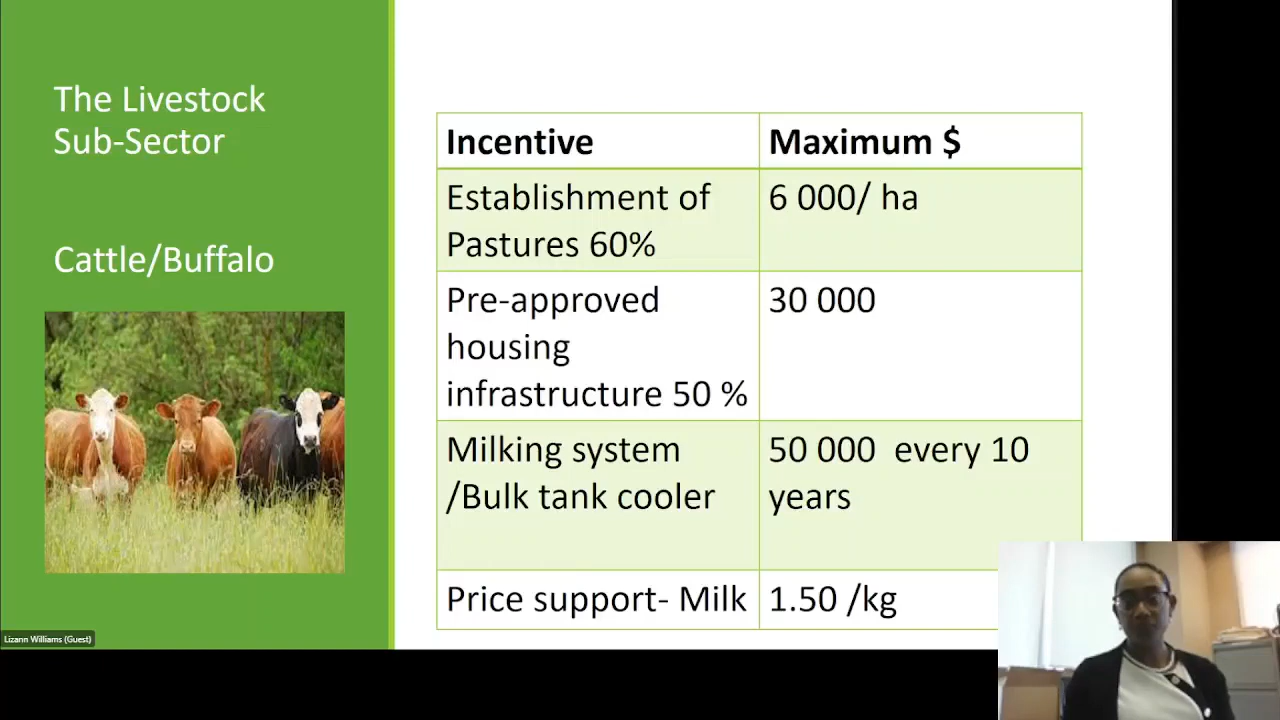 The Livestock
Sub-Sector
Cattle/Buffalo
Incentive
Maximum $
Establishment of
Pastures 60%
6 000/ ha
Pre-approved
housing
infrastructure 50 %
30 000
Milking system
/Bulk tank cooler
50 000  every 10
years
Price support- Milk
1.50 /kg
Lizann Williams (Guest)